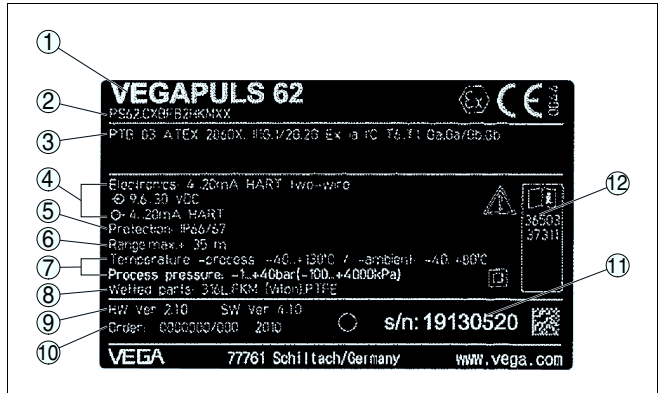 1
VEGAPULS 62
2
PS62.CXBFB2HKMXX
0044
3
PTB 03 ATEX 2060X, II1G,1/2G,2G Ex ia IIC T6..T1 Ga,Ga/Gb,Gb
4
Electronics: 4..20mA HART two-wire
9.6..30 VDC
4..20mA HART
12
36503
37311
5
Protection: IP66/67
6
Range:max.: 35 m
7
Temperature -process: -40..+130°C / -ambient: -40..+80°C
Process pressure: -1...+40bar(-100..+4000kPa)
8
Wetted parts: 316L,FKM (Viton),PTFE
11
9
HW Ver 2.10 SW Ver 4.10
10
Order: 0000000/000 2010
s/n: 19130520
VEGA 77761 Schiltach/Germany www.vega.com